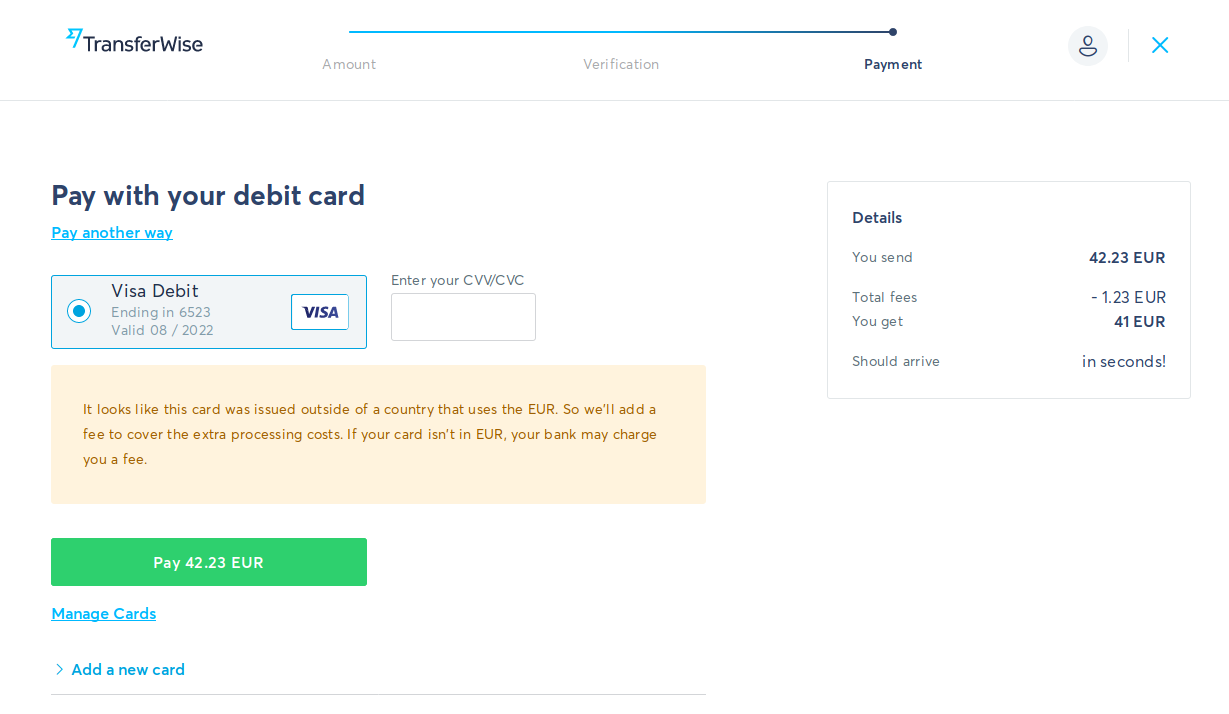 TransferWise
Amount
Verification
Payment
Pay with your debit card
Pay another way
Visa Debit
Ending in 6523
Valid 08 / 2022
VISA
Enter your CVV/CVC
It looks like this card was issued outside of a country that uses the EUR. So we'll add a
fee to cover the extra processing costs. If your card isn't in EUR, your bank may charge
you a fee.
Pay 42.23 EUR
Manage Cards
Add a new card
Details
You send 42.23 EUR
Total fees - 1.23 EUR
You get 41 EUR
Should arrive in seconds!